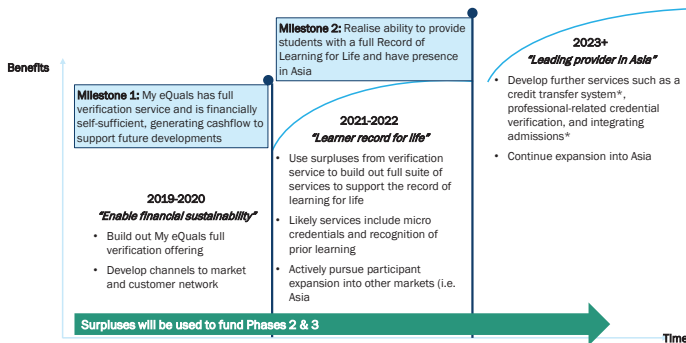 Benefits
Milestone 1: My eQuals has full
verification service and is financially
self-sufficient, generating cashflow to
support future developments
2019-2020
"Enable financial sustainability"
• Build out My eQuals full
verification offering
• Develop channels to market
and customer network
Milestone 2: Realise ability to provide
students with a full Record of
Learning for Life and have presence
in Asia
2021-2022
"Learner record for life"
• Use surpluses from verification
service to build out full suite of
services to support the record of
learning for life
• Likely services include micro
credentials and recognition of
prior learning
• Actively pursue participant
expansion into other markets (i.e.
Asia
2023+
"Leading provider in Asia"
• Develop further services such as a
credit transfer system*,
professional-related credential
verification, and integrating
admissions*
• Continue expansion into Asia
Surpluses will be used to fund Phases 2 & 3
Time